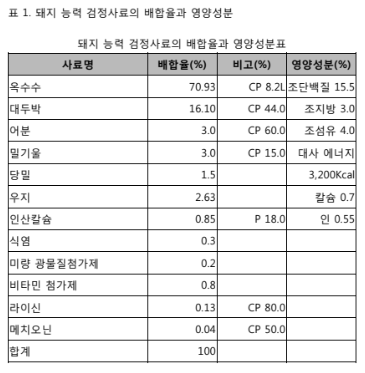 표 1. 돼지 능력 검정사료의 배합율과 영양성분
돼지 능력 검정사료의 배합율과 영양성분표
사료명 배합율(%) 비고(%) 영양성분(%)
옥수수 70.93 CP 8.2L 조단백질 15.5
대두박 16.10 CP 44.0 조지방 3.0
어분 3.0 CP 60.0 조섬유 4.0
밀기울 3.0 CP 15.0 대사 에너지
당밀 1.5 3,200Kcal
우지 2.63 칼슘 0.7
인산칼슘 0.85 P 18.0 인 0.55
식염 0.3
미량 광물질첨가제 0.2
비타민 첨가제 0.8
라이신 0.13 CP 80.0
메치오닌 0.04 CP 50.0
합계 100